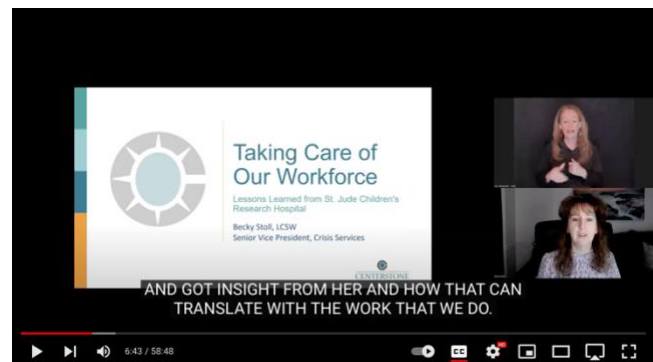 Taking Care of
Our Workforce
Lessons Learned from St. Jude Children's
Research Hospital
Becky Stoll, LCSW
Senior Vice President, Crisis Services
CENTERSTONE
AND GOT INSIGHT FROM HER AND HOW THAT CAN
TRANSLATE WITH THE WORK THAT WE DO.
6:43 / 58:48
CC